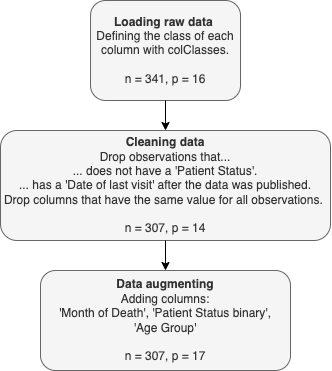 Loading raw data
Defining the class of each
column with colClasses.
n = 341, p = 16
Cleaning data
Drop observations that...
... does not have a 'Patient Status'.
... has a 'Date of last visit' after the data was published.
Drop columns that have the same value for all observations.
n = 307, p = 14
Data augmenting
Adding columns:
'Month of Death', 'Patient Status binary',
'Age Group'
n = 307, p = 17